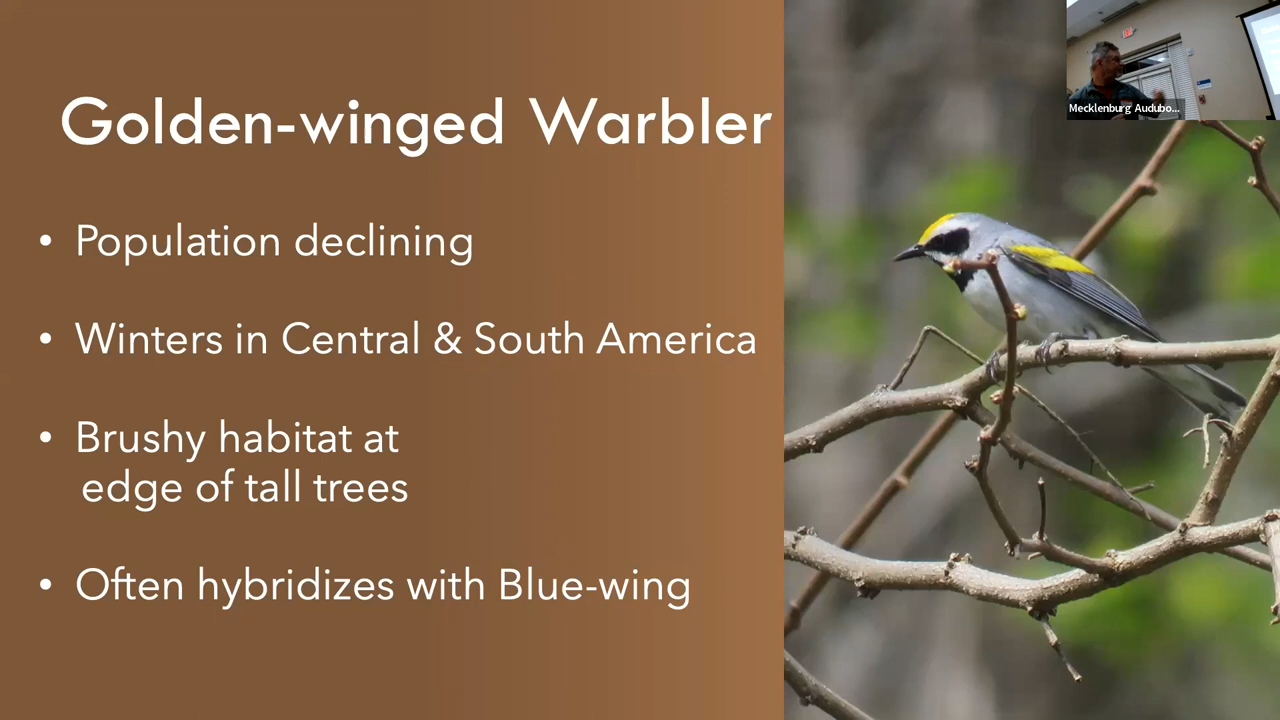 Golden-winged Warbler
• Population declining
• Winters in Central & South America
• Brushy habitat at
edge of tall trees
• Often hybridizes with Blue-wing
Mecklenburg Audubo...